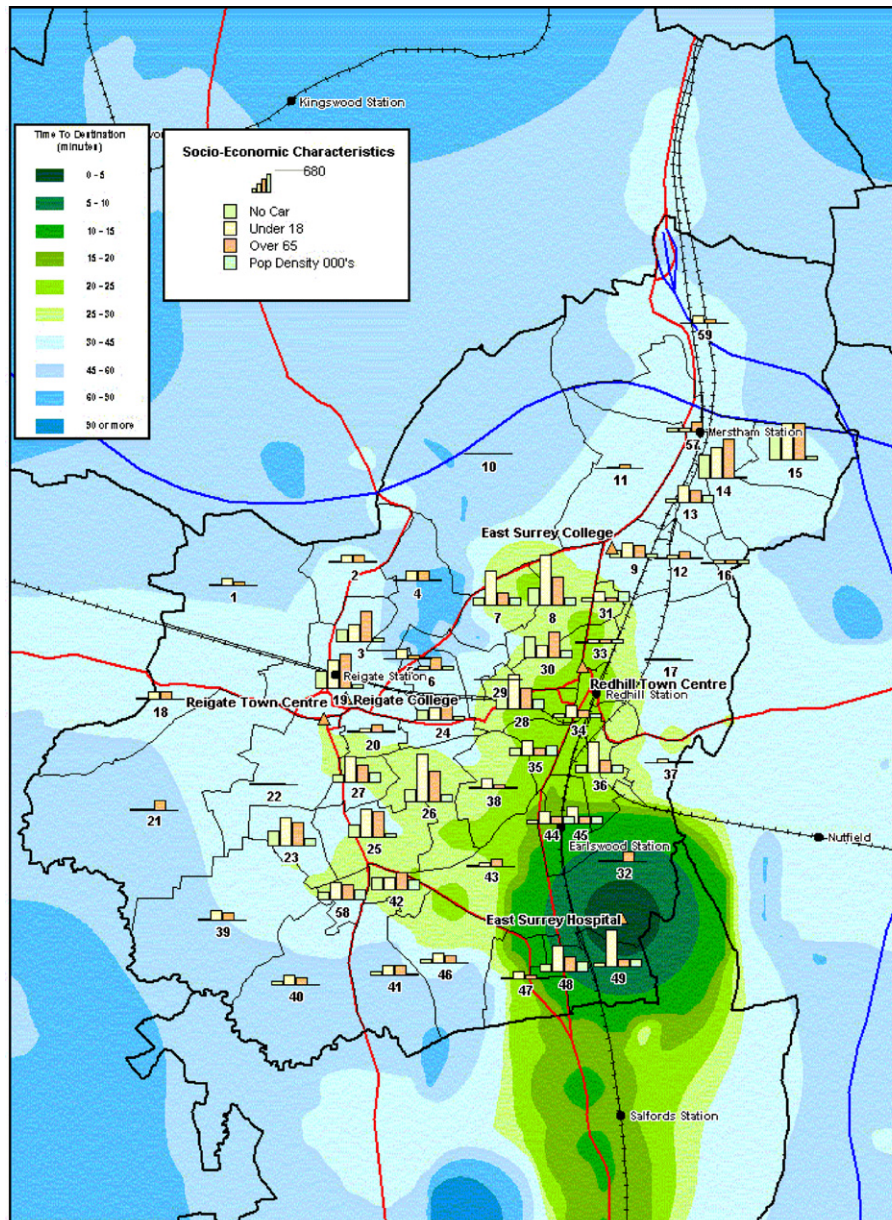 Kingswood Station
Time To Destination
(minutes)
0 - 5
5 - 10
10 - 15
15 - 20
20 - 25
25 - 30
30 - 45
45 - 60
60 - 90
90 or more
Socio-Economic Characteristics
680
No Car
Under 18
Over 65
Pop Density 000's
59
57
Merstham Station
10
11
14
15
13
East Surrey College
9
12
16
1
2
4
7
8
31
3
6
30
33
17
Reigate Station
29
Redhill Town Centre
Redhill Station
18
Reigate Town Centre
19
Reigate College
24
28
34
20
35
36
37
27
22
26
38
21
23
25
44
45
Earlswood Station
Nutfield
43
32
58
42
39
East Surrey Hospital
40
41
46
47
48
49
Salfords Station